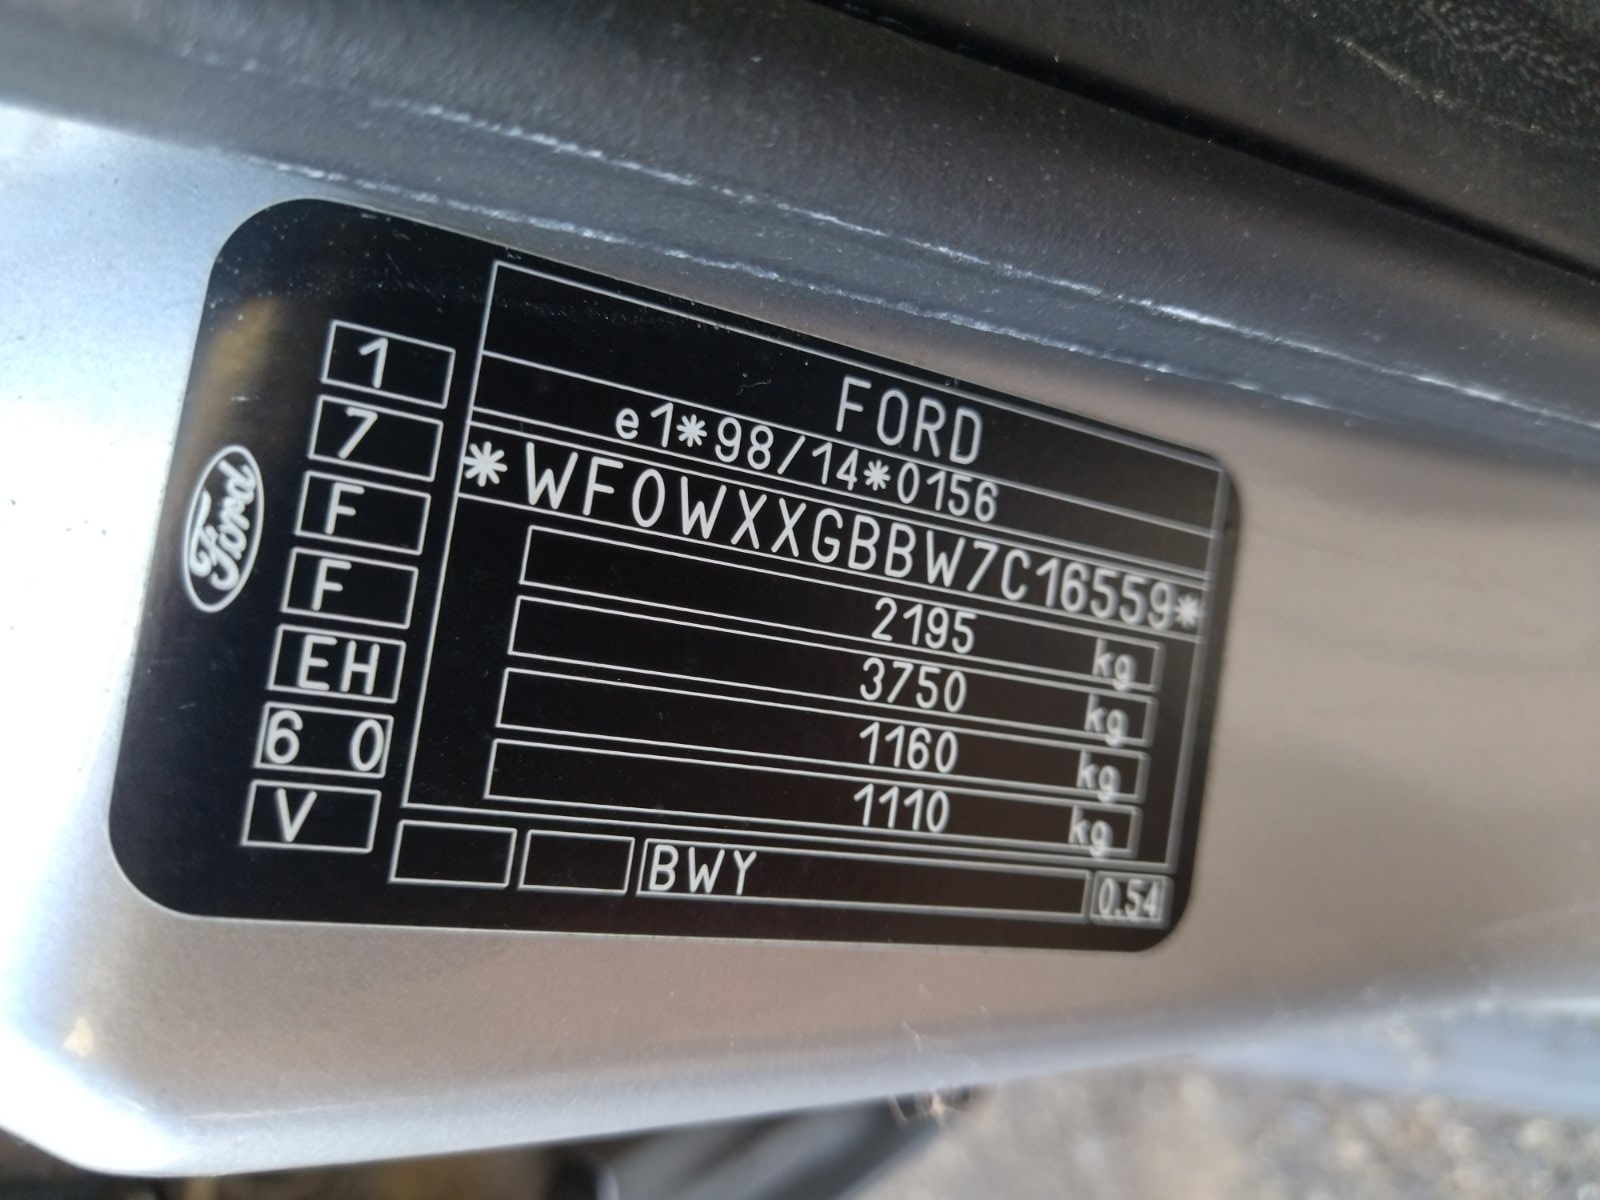 Ford
1
7
F
F
EH
6 0
V
FORD
e1*98/14*0156
*WF0WXXGBBW7C16559*
2195 kg
3750 kg
1160 kg
1110 kg
BWY 0.54